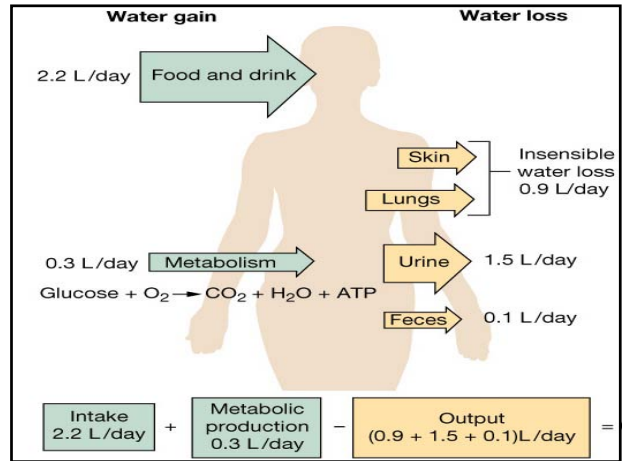 Water gain
Water loss
2.2 L/day
Food and drink
Skin
Lungs
Insensible
water loss
0.9 L/day
0.3 L/day
Metabolism
Glucose + O₂ → CO₂ + H₂O + ATP
Urine
1.5 L/day
Feces
0.1 L/day
Intake
2.2 L/day
+
Metabolic
production
0.3 L/day
−
Output
(0.9 + 1.5 + 0.1)L/day
=